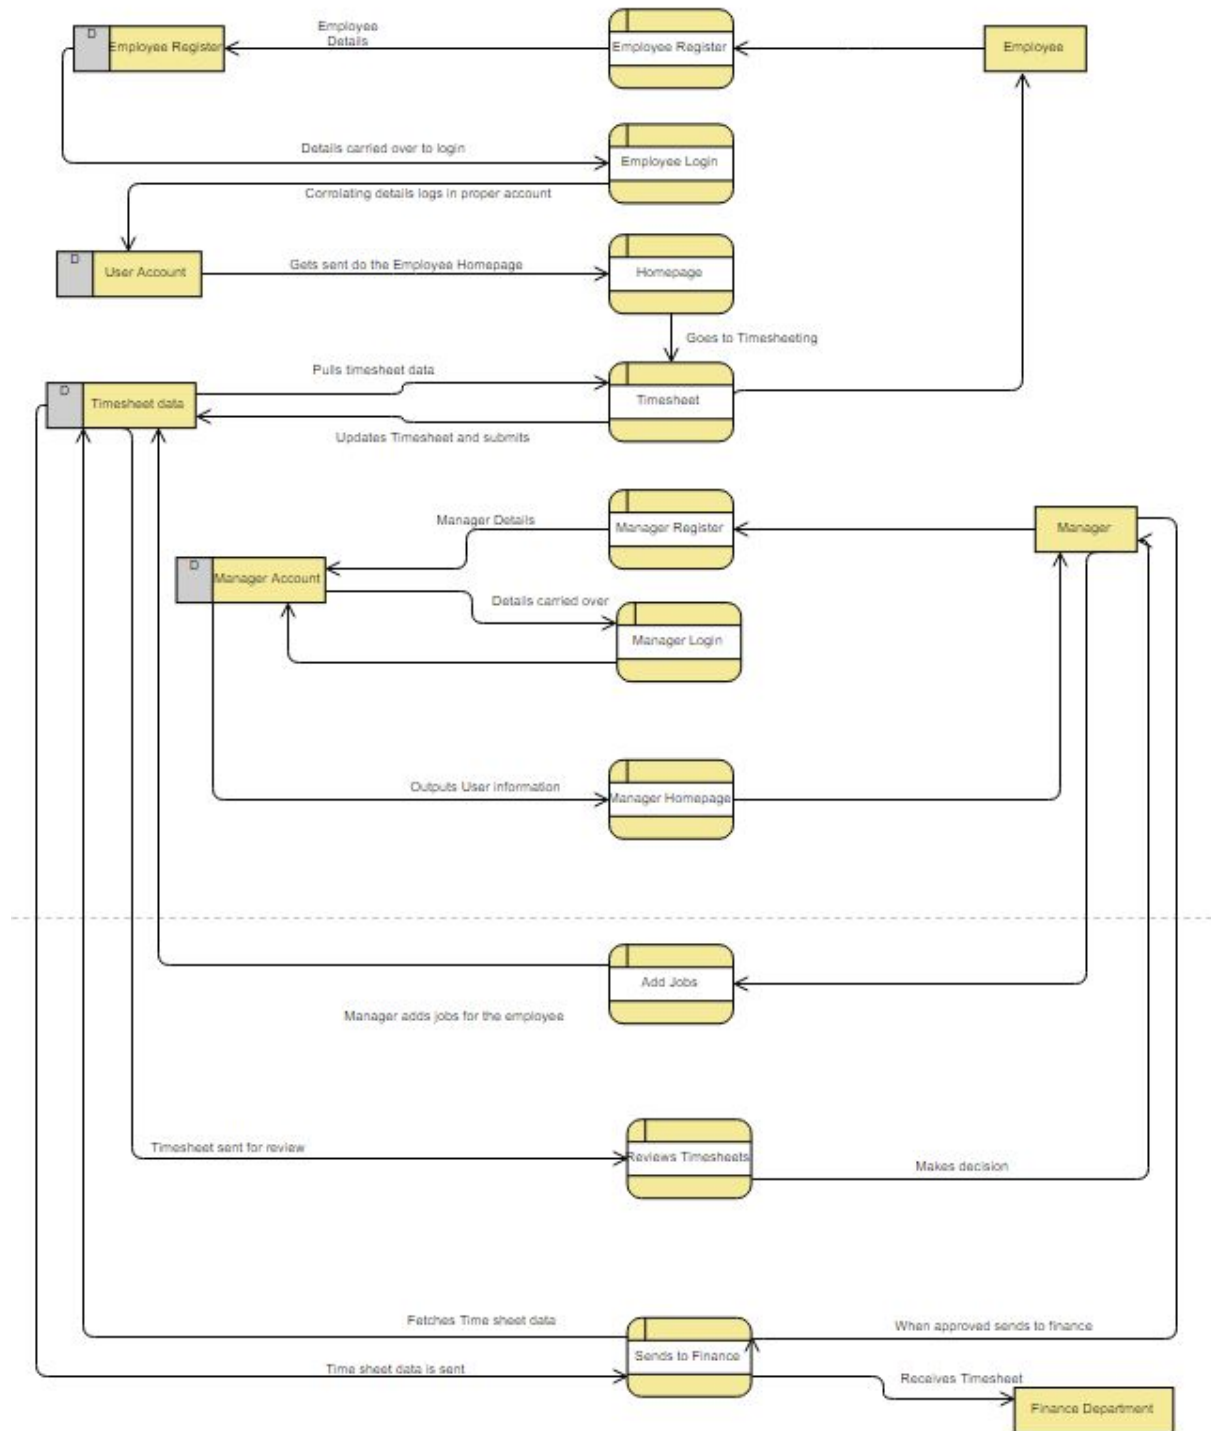 Employee
Details
D
Employee Register
Employee Register
Employee
Details carried over to login
Employee Login
Corrolating details logs in proper account
D
User Account
Gets sent do the Employee Homepage
Homepage
Goes to Timesheeting
Pulls timesheet data
D
Timesheet data
Timesheet
Updates Timesheet and submits
Manager Details
Manager Register
Manager
D
Manager Account
Details carried over
Manager Login
Outputs User information
Manager Homepage
Add Jobs
Manager adds jobs for the employee
Timesheet sent for review
Reviews Timesheets
Makes decision
Fetches Time sheet data
When approved sends to finance
Sends to Finance
Time sheet data is sent
Receives Timesheet
Finance Department